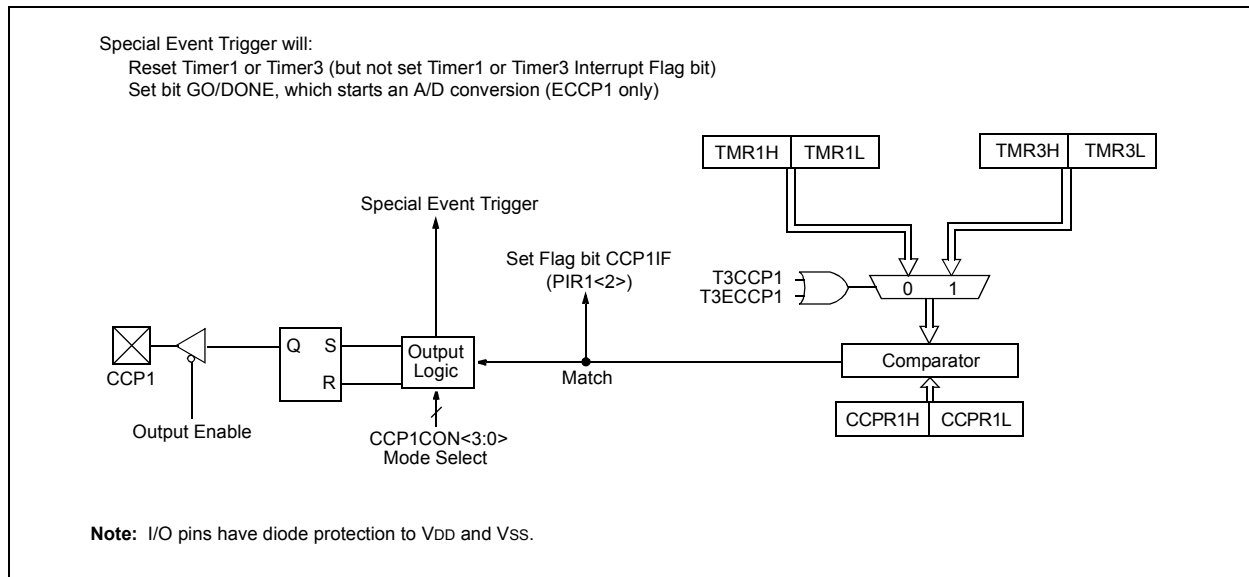 Special Event Trigger will:
Reset Timer1 or Timer3 (but not set Timer1 or Timer3 Interrupt Flag bit)
Set bit GO/DONE, which starts an A/D conversion (ECCP1 only)
TMR1H TMR1L
TMR3H TMR3L
Special Event Trigger
Set Flag bit CCP1IF
(PIR1<2>)
T3CCP1
T3ECCP1
0 1
Q S
R
Output
Logic
Comparator
CCP1
Match
Output Enable
CCP1CON<3:0>
Mode Select
CCPR1H CCPR1L
Note: I/O pins have diode protection to VDD and VSS.